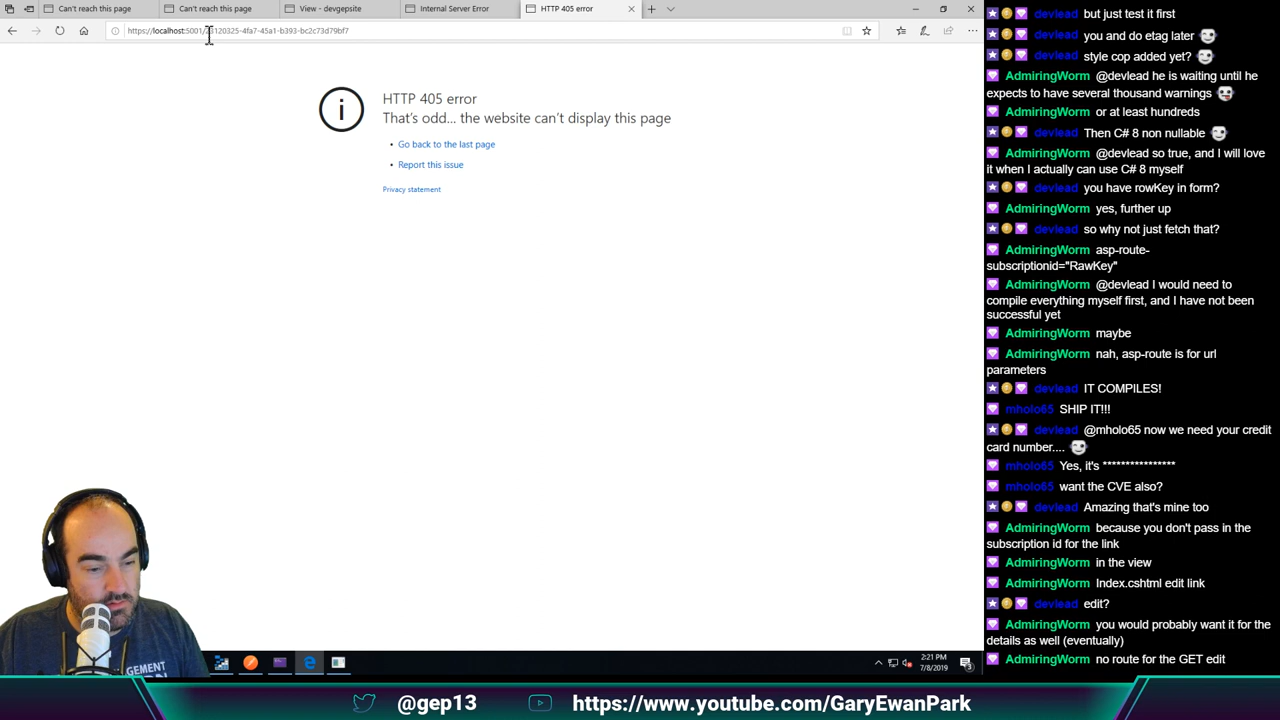 Can't reach this page
Can't reach this page
View - devgepsite
Internal Server Error
HTTP 405 error
https://localhost:5001/23120325-4fa7-45a1-b393-bc2c73d79bf7
HTTP 405 error
That's odd... the website can't display this page
• Go back to the last page
• Report this issue
Privacy statement
devlead but just test it first
devlead you and do etag later
devlead style cop added yet?
AdmiringWorm @devlead he is waiting until he
expects to have several thousand warnings
AdmiringWorm or at least hundreds
devlead Then C# 8 non nullable
AdmiringWorm @devlead so true, and I will love
it when I actually can use C# 8 myself
devlead you have rowKey in form?
AdmiringWorm yes, further up
devlead so why not just fetch that?
AdmiringWorm asp-route-
subscriptionid="RawKey"
AdmiringWorm @devlead I would need to
compile everything myself first, and I have not been
successful yet
AdmiringWorm maybe
AdmiringWorm nah, asp-route is for url
parameters
devlead IT COMPILES!
mholo65 SHIP IT!!!
devlead @mholo65 now we need your credit
card number....
mholo65 Yes, it's ****************
mholo65 want the CVE also?
devlead Amazing that's mine too
AdmiringWorm because you don't pass in the
subscription id for the link
AdmiringWorm in the view
AdmiringWorm Index.cshtml edit link
devlead edit?
AdmiringWorm you would probably want it for the
details as well (eventually)
AdmiringWorm no route for the GET edit
2:21 PM
7/8/2019
@gep13
https://www.youtube.com/GaryEwanPark